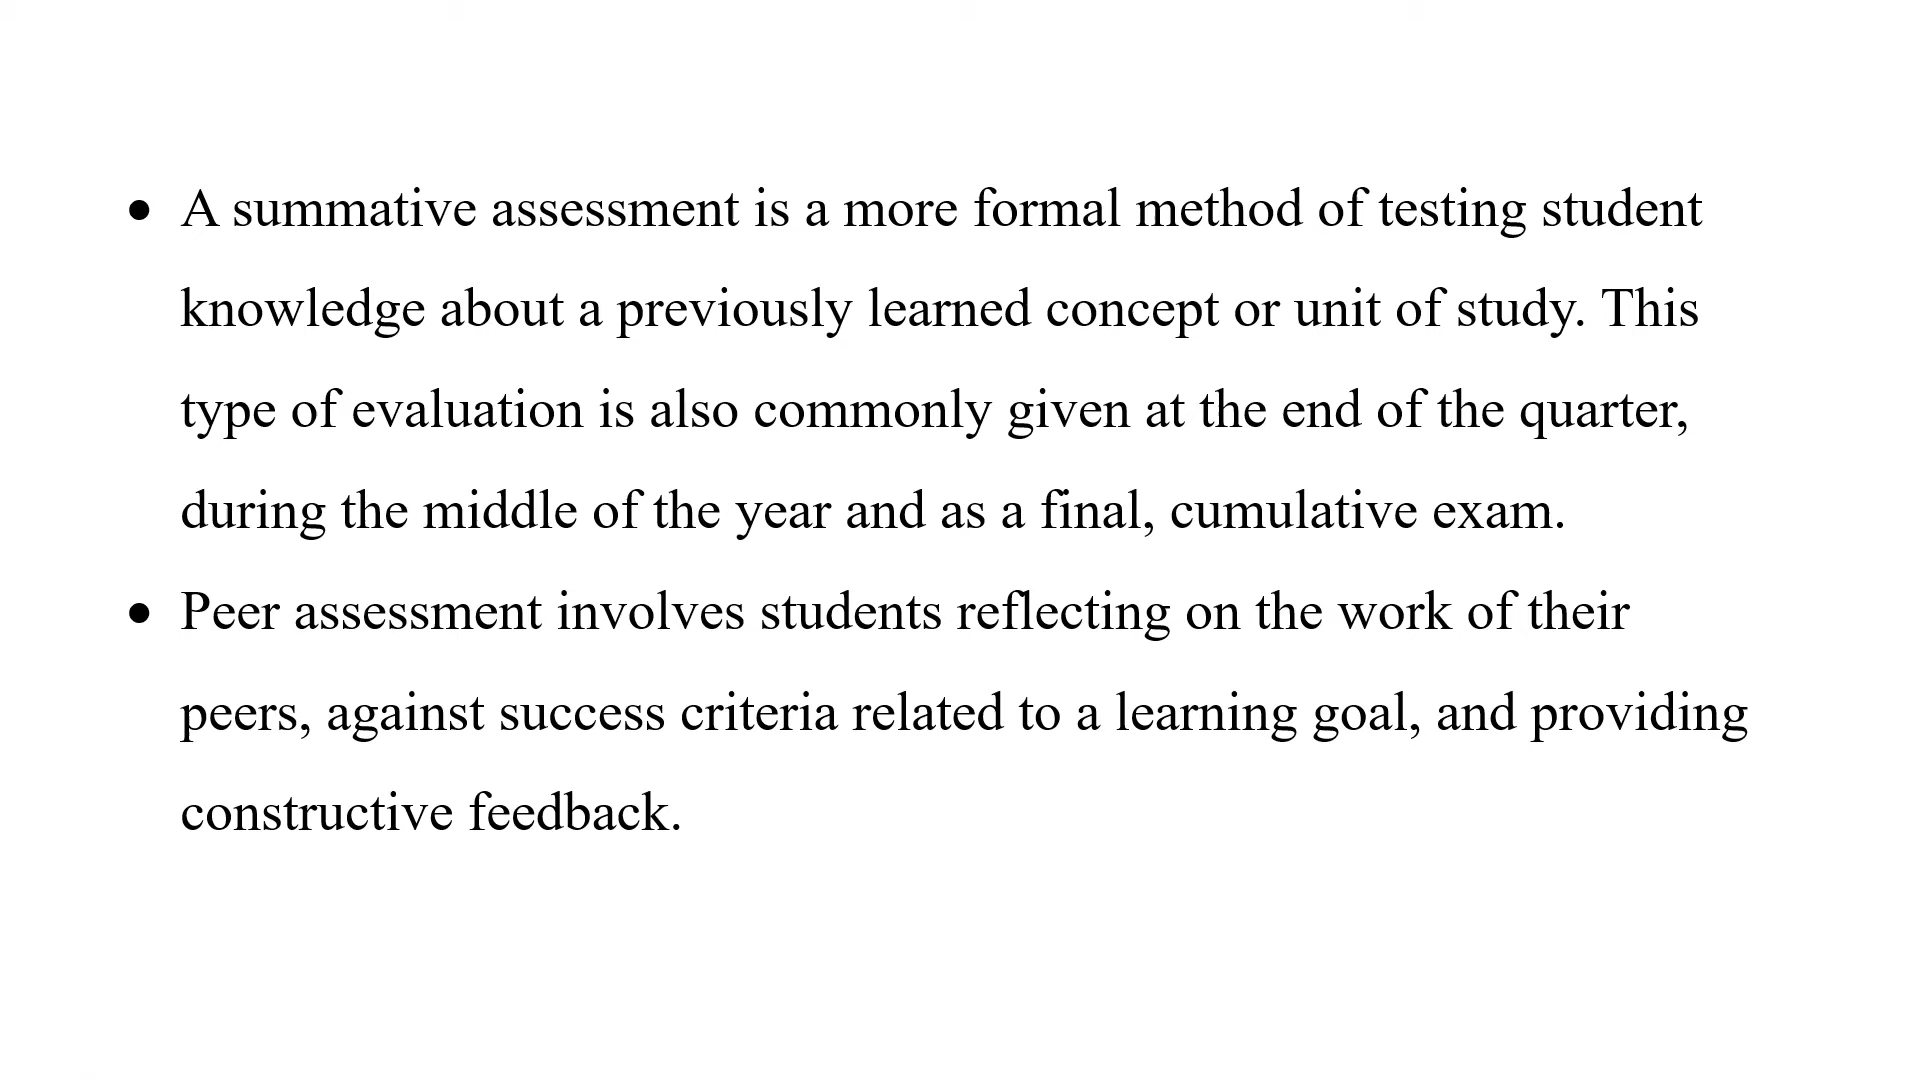 • A summative assessment is a more formal method of testing student
knowledge about a previously learned concept or unit of study. This
type of evaluation is also commonly given at the end of the quarter,
during the middle of the year and as a final, cumulative exam.
• Peer assessment involves students reflecting on the work of their
peers, against success criteria related to a learning goal, and providing
constructive feedback.